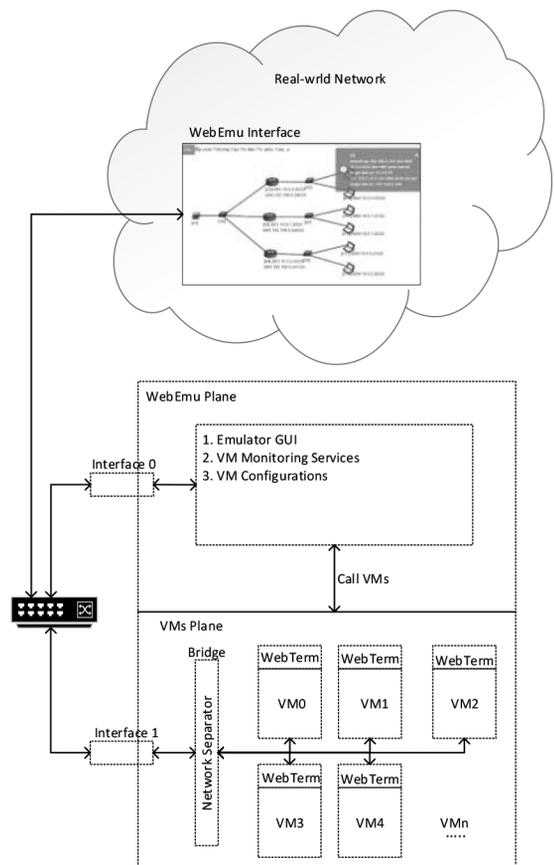 Real-wrld Network
WebEmu Interface
WebEmu Plane
1. Emulator GUI
2. VM Monitoring Services
3. VM Configurations
Interface 0
Call VMs
VMs Plane
Bridge
WebTerm
WebTerm
WebTerm
VM0
VM1
VM2
Interface 1
Network Separator
WebTerm
WebTerm
VM3
VM4
VMn
.....